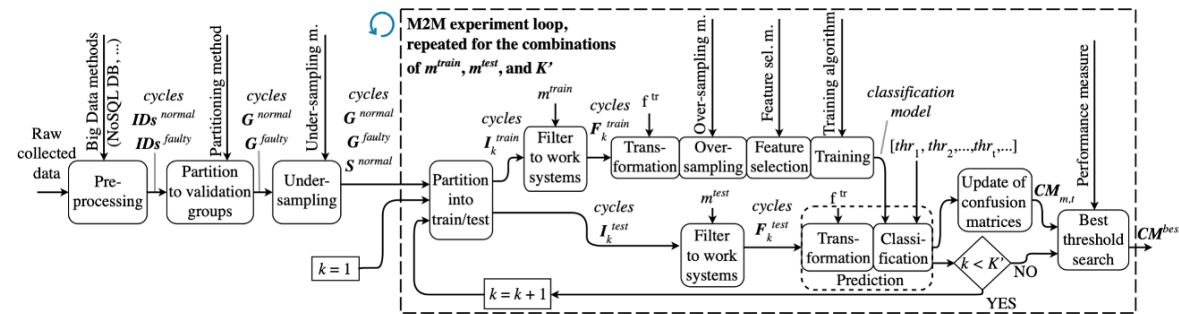 M2M experiment loop,
repeated for the combinations
of m^train, m^test, and K'
Raw
collected
data
Big Data methods
(NoSQL DB, ...)
Pre-
processing
cycles
IDs^normal
IDs^faulty
Partitioning method
Partition
to validation
groups
cycles
G^normal
G^faulty
Under-sampling m.
Under-
sampling
cycles
G^normal
G^faulty
S^normal
k = 1
Partition
into
train/test
cycles
I_k^train
m^train
Filter
to work
systems
cycles
F_k^train
f^tr
Trans-
formation
Over-sampling m.
Over-
sampling
Feature sel. m.
Feature
selection
Training algorithm
Training
classification
model
[thr_1, thr_2,...,thr_t,...]
cycles
I_k^test
m^test
Filter
to work
systems
cycles
F_k^test
f^tr
Trans-
formation
Classi-
fication
Prediction
Update of
confusion
matrices
CM_m,t
k < K'
NO
YES
k = k + 1
Performance measure
Best
threshold
search
CM^best